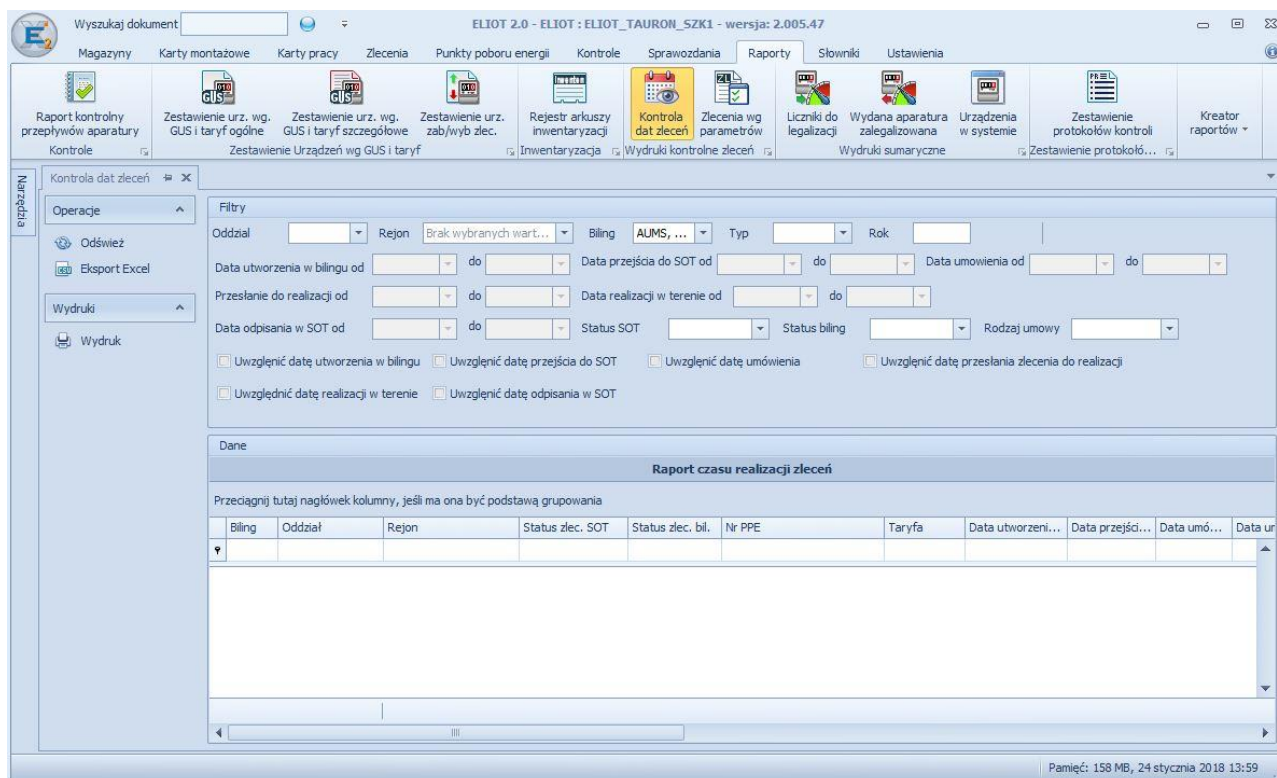 Wyszukaj dokument
ELIOT 2.0 - ELIOT : ELIOT_TAURON_SZK1 - wersja: 2.005.47
Magazyny Karty montażowe Karty pracy Zlecenia Punkty poboru energii Kontrole Sprawozdania Raporty Słowniki Ustawienia
Raport kontrolny przepływów aparatury
Zestawienie urz. wg. GUS i taryf ogólne
Zestawienie urz. wg. GUS i taryf szczegółowe
Zestawienie urz. zab/wyb zlec.
Rejestr arkuszy inwentaryzacji
Kontrola dat zleceń
Zlecenia wg parametrów
Liczniki do legalizacji
Wydana aparatura zalegalizowana
Urządzenia w systemie
Zestawienie protokołów kontroli
Kreator raportów
Kontrole Zestawienie Urządzeń wg GUS i taryf Inwentaryzacja Wydruki kontrolne zleceń Wydruki sumaryczne Zestawienie protokołó...
Narzędzia
Kontrola dat zleceń
Operacje
Odśwież
Eksport Excel
Wydruki
Wydruk
Filtry
Oddział Rejon Brak wybranych wart... Biling AUMS, ... Typ Rok
Data utworzenia w bilingu od do Data przejścia do SOT od do Data umowienia od do
Przesłanie do realizacji od do Data realizacji w terenie od do
Data odpisania w SOT od do Status SOT Status biling Rodzaj umowy
Uwzglęnić datę utworzenia w bilingu Uwzglęnić datę przejścia do SOT Uwzglęnić datę umówienia Uwzglęnić datę przesłania zlecenia do realizacji
Uwzględnić datę realizacji w terenie Uwzglęnić datę odpisania w SOT
Dane
Raport czasu realizacji zleceń
Przeciągnij tutaj nagłówek kolumny, jeśli ma ona być podstawą grupowania
Biling Oddział Rejon Status zlec. SOT Status zlec. bil. Nr PPE Taryfa Data utworzeni... Data przejści... Data umó... Data ur
Pamięć: 158 MB, 24 stycznia 2018 13:59